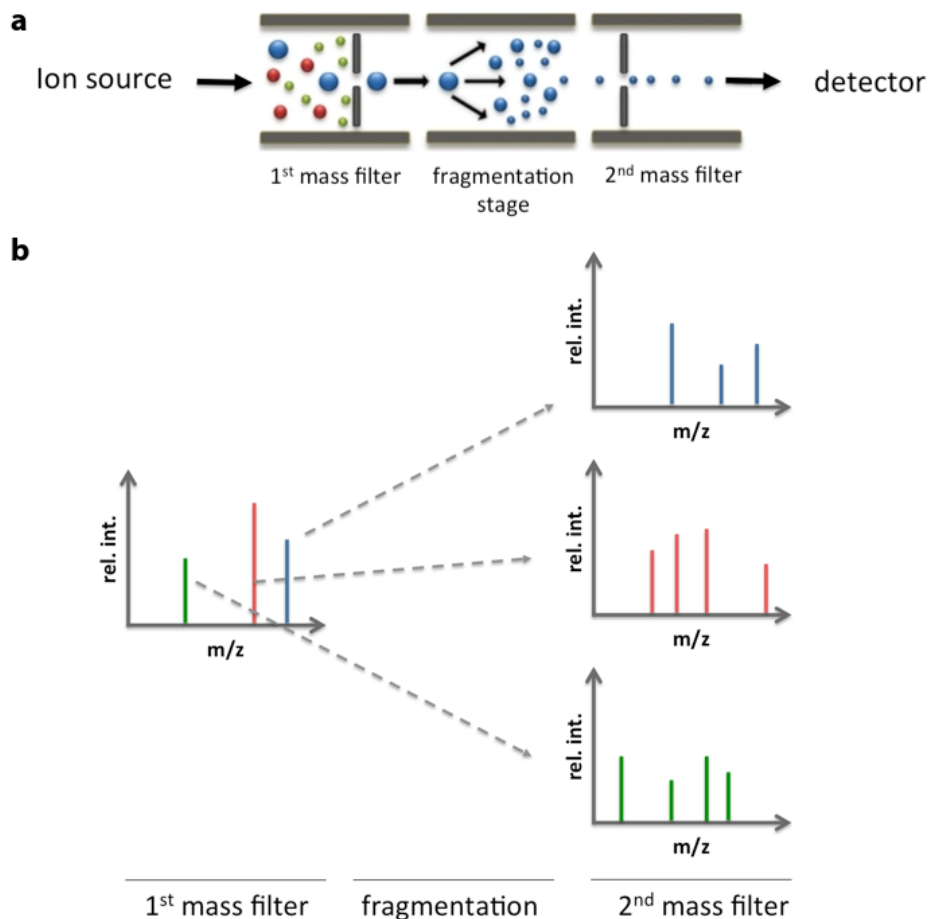 a
Ion source
detector
1st mass filter
fragmentation
stage
2nd mass filter
b
rel. int.
m/z
rel. int.
m/z
rel. int.
m/z
rel. int.
m/z
1st mass filter
fragmentation
2nd mass filter